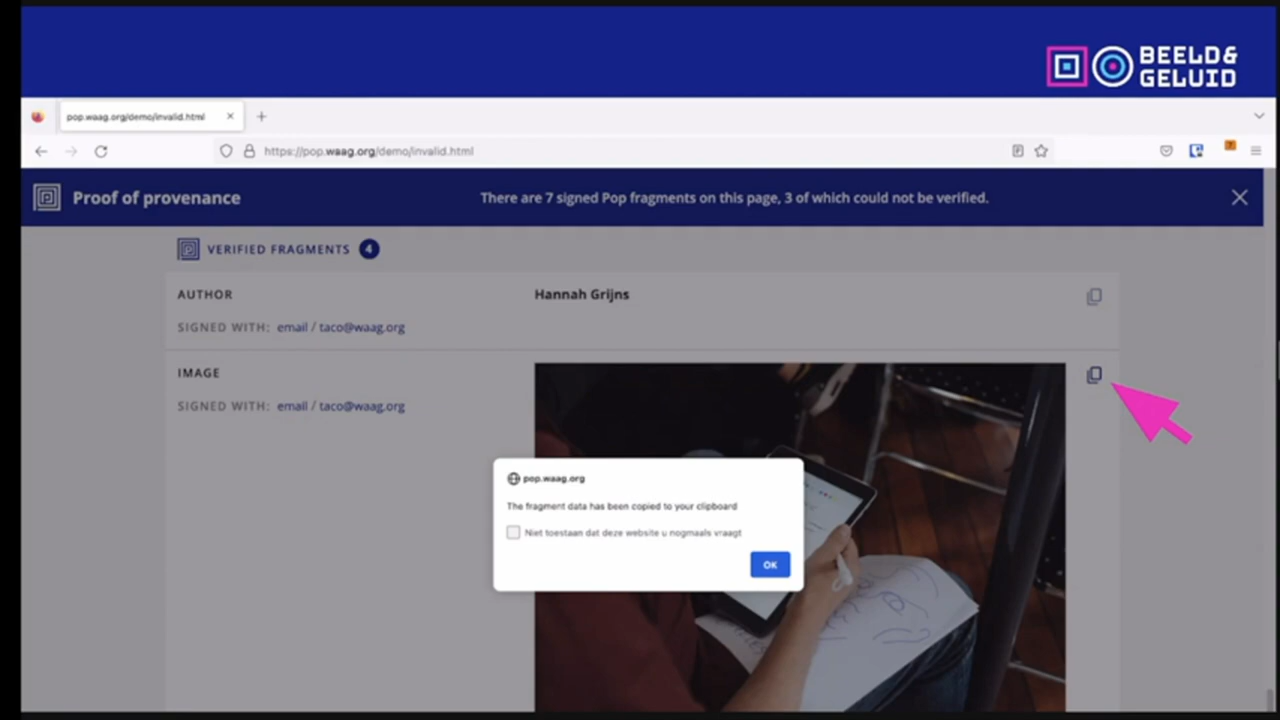 BEELD&
GELUID
pop.waag.org/demo/invalid.html
https://pop.waag.org/demo/invalid.html
Proof of provenance
There are 7 signed Pop fragments on this page, 3 of which could not be verified.
VERIFIED FRAGMENTS 4
AUTHOR
Hannah Grijns
SIGNED WITH: email / taco@waag.org
IMAGE
SIGNED WITH: email / taco@waag.org
pop.waag.org
The fragment data has been copied to your clipboard
Niet toestaan dat deze website u nogmaals vraagt
OK